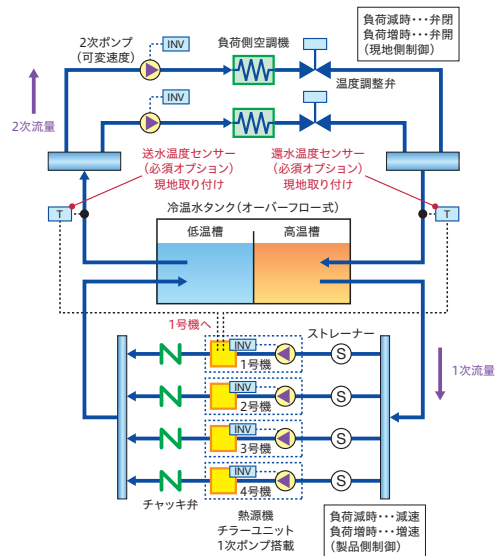 負荷減時・・・弁閉
負荷増時・・・弁開
(現地側制御)
2次ポンプ
(可変速度)
INV
負荷側空調機
温度調整弁
INV
2次流量
送水温度センサー
(必須オプション)
現地取り付け
還水温度センサー
(必須オプション)
現地取り付け
T
T
冷温水タンク(オーバーフロー式)
低温槽
高温槽
1号機へ
ストレーナー
INV
1号機
S
1次流量
INV
2号機
S
INV
3号機
S
INV
4号機
S
チャッキ弁
熱源機
チラーユニット
1次ポンプ搭載
負荷減時・・・減速
負荷増時・・・増速
(製品側制御)